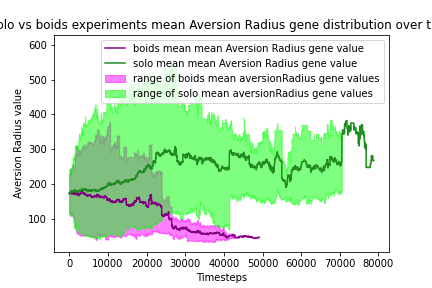 olo vs boids experiments mean Aversion Radius gene distribution over t
boids mean mean Aversion Radius gene value
solo mean mean Aversion Radius gene value
range of boids mean aversionRadius gene values
range of solo mean aversionRadius gene values
600
500
400
300
200
100
Aversion Radius value
0 10000 20000 30000 40000 50000 60000 70000 80000
Timesteps